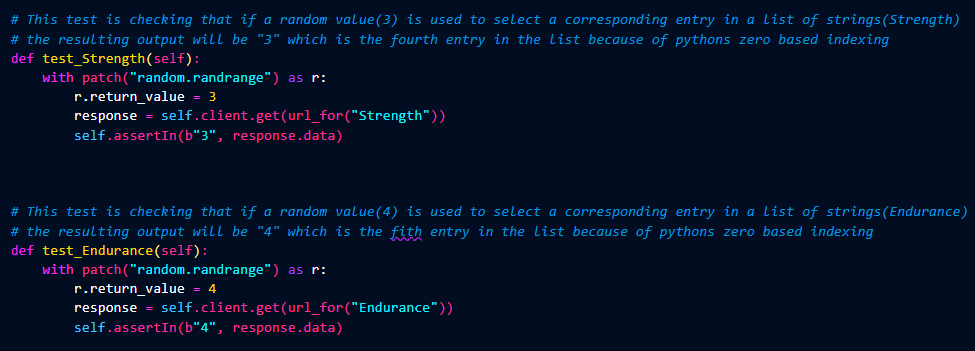 # This test is checking that if a random value(3) is used to select a corresponding entry in a list of strings(Strength)
# the resulting output will be "3" which is the fourth entry in the list because of pythons zero based indexing
def test_Strength(self):
    with patch("random.randrange") as r:
        r.return_value = 3
        response = self.client.get(url_for("Strength"))
        self.assertIn(b"3", response.data)
# This test is checking that if a random value(4) is used to select a corresponding entry in a list of strings(Endurance)
# the resulting output will be "4" which is the fith entry in the list because of pythons zero based indexing
def test_Endurance(self):
    with patch("random.randrange") as r:
        r.return_value = 4
        response = self.client.get(url_for("Endurance"))
        self.assertIn(b"4", response.data)